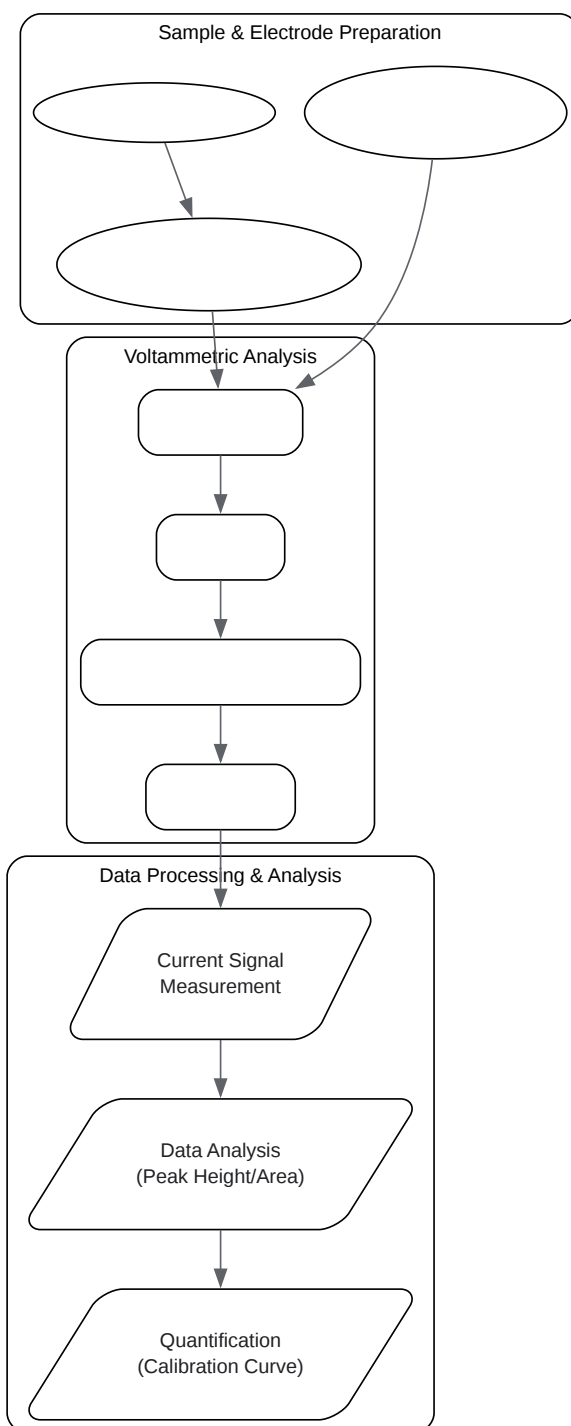 Sample & Electrode Preparation
Voltammetric Analysis
Data Processing & Analysis
Current Signal
Measurement
Data Analysis
(Peak Height/Area)
Quantification
(Calibration Curve)